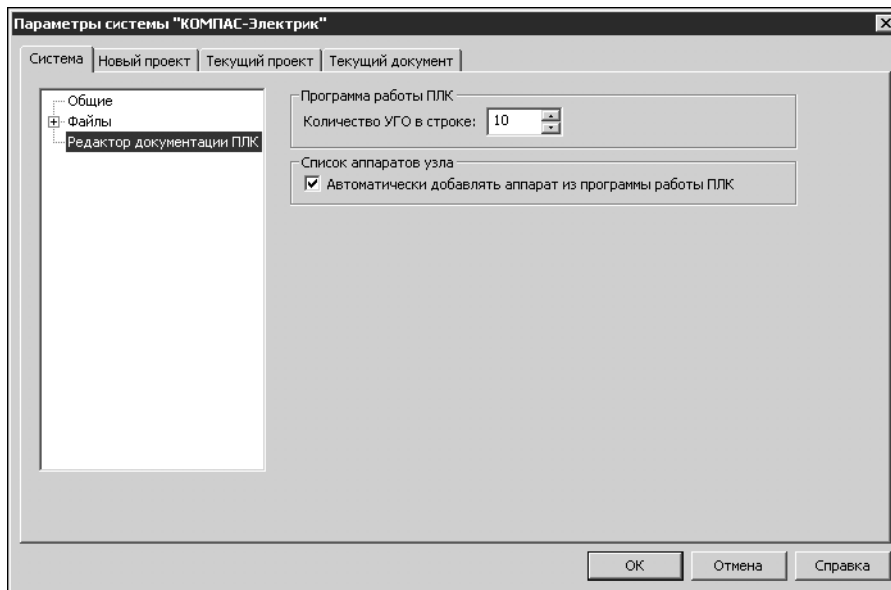 Параметры системы "КОМПАС-Электрик"
Система
Новый проект
Текущий проект
Текущий документ
Общие
Файлы
Редактор документации ПЛК
Программа работы ПЛК
Количество УГО в строке: 10
Список аппаратов узла
Автоматически добавлять аппарат из программы работы ПЛК
ОК
Отмена
Справка